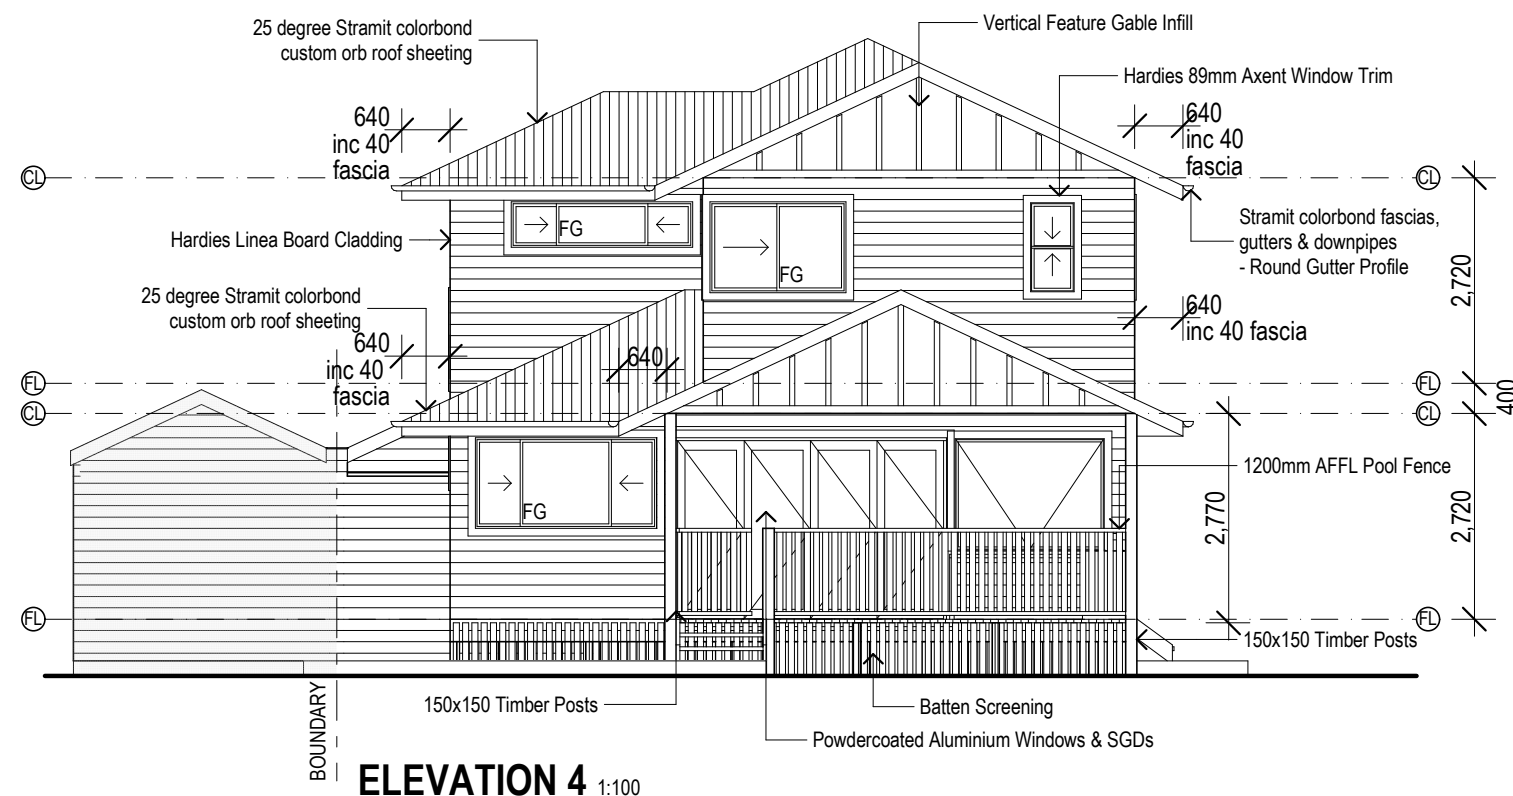 25 degree Stramit colorbond
custom orb roof sheeting
Vertical Feature Gable Infill
Hardies 89mm Axent Window Trim
640
inc 40
fascia
640
inc 40
fascia
CL
CL
Stramit colorbond fascias,
gutters & downpipes
- Round Gutter Profile
Hardies Linea Board Cladding
FG
FG
2,720
25 degree Stramit colorbond
custom orb roof sheeting
640
inc 40
fascia
640
640
inc 40 fascia
FL
FL
400
CL
CL
1200mm AFFL Pool Fence
FG
2,770
2,720
FL
FL
150x150 Timber Posts
150x150 Timber Posts
Batten Screening
Powdercoated Aluminium Windows & SGDs
BOUNDARY
ELEVATION 4 1:100